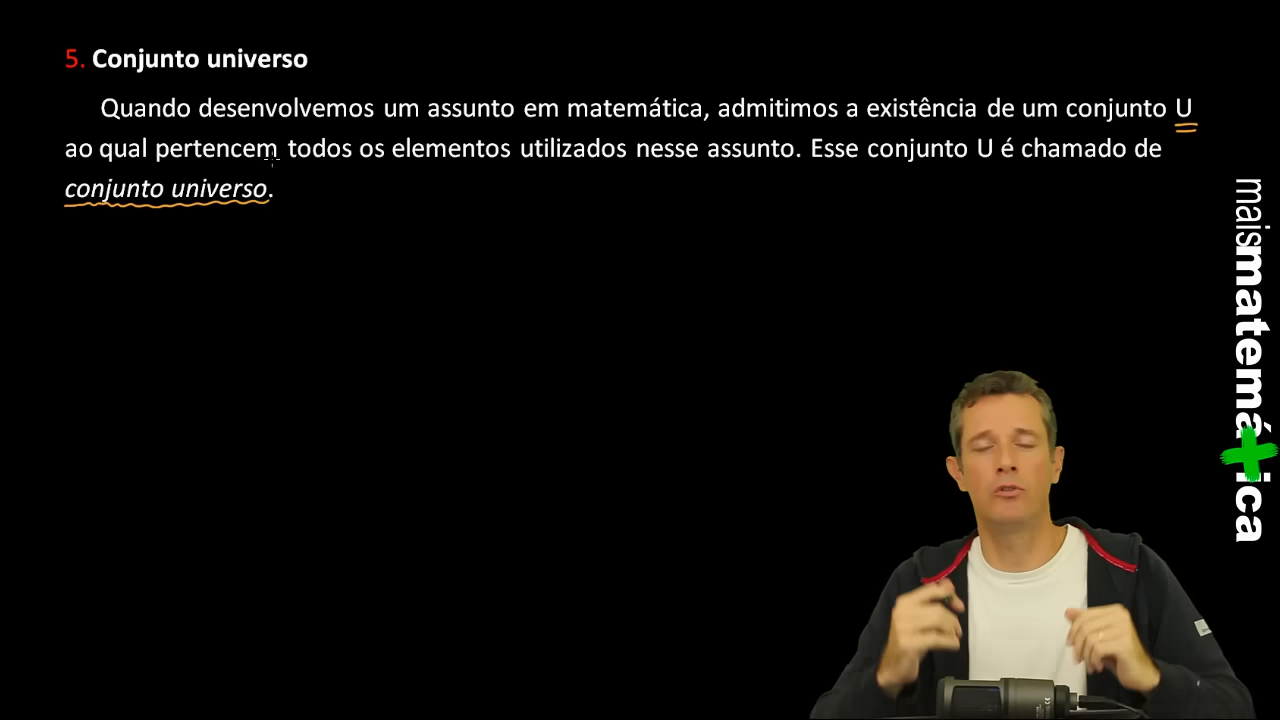 5. Conjunto universo
Quando desenvolvemos um assunto em matemática, admitimos a existência de um conjunto U
ao qual pertencem todos os elementos utilizados nesse assunto. Esse conjunto U é chamado de
conjunto universo.
maismatemática